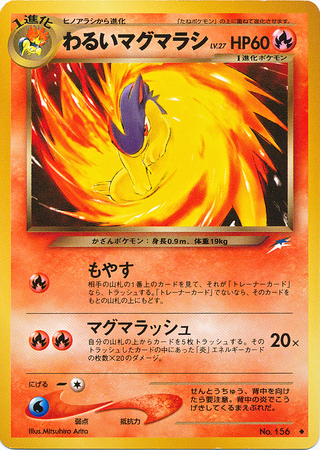 1進化
ヒノアラシから進化
「たねポケモン」の上に重ねて進化させます。
わるいマグマラシ LV.27 HP60
1進化ポケモン
かざんポケモン：身長0.9m、体重19kg
もやす
相手の山札の1番上のカードを見て、それが「トレーナーカード」
なら、トラッシュする。「トレーナーカード」でないなら、そのカードを
もとの山札の上にもどす。
マグマラッシュ 20×
自分の山札の上からカードを5枚トラッシュする。その
トラッシュしたカードの中にあった「炎」エネルギーカード
の枚数×20のダメージ。
にげる
弱点
抵抗力
せんとうちゅう、背中を向け
たら要注意。背中の炎でこう
げきしてくるまえぶれだ。
Illus.Mitsuhiro Arita
No.156